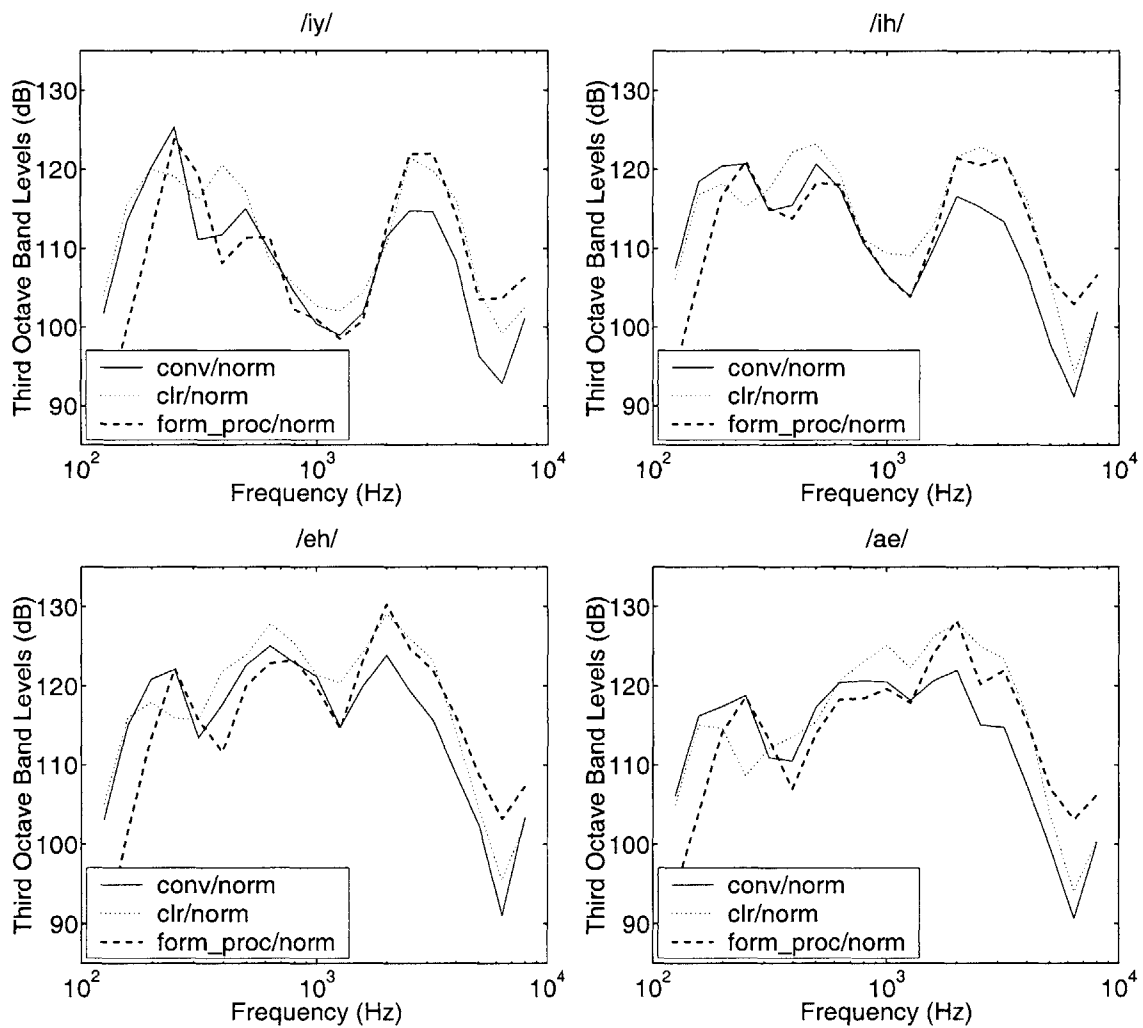 /iy/
Third Octave Band Levels (dB)
130
120
110
100
90
conv/norm
clr/norm
form_proc/norm
10^2
10^3
10^4
Frequency (Hz)
/ih/
Third Octave Band Levels (dB)
130
120
110
100
90
conv/norm
clr/norm
form_proc/norm
10^2
10^3
10^4
Frequency (Hz)
/eh/
Third Octave Band Levels (dB)
130
120
110
100
90
conv/norm
clr/norm
form_proc/norm
10^2
10^3
10^4
Frequency (Hz)
/ae/
Third Octave Band Levels (dB)
130
120
110
100
90
conv/norm
clr/norm
form_proc/norm
10^2
10^3
10^4
Frequency (Hz)